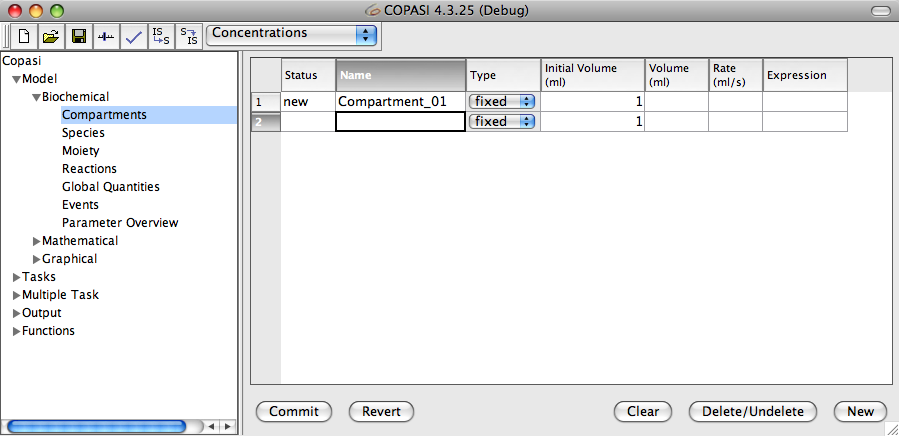 COPASI 4.3.25 (Debug)
IS S S IS Concentrations
Copasi
Model
Biochemical
Compartments
Species
Moiety
Reactions
Global Quantities
Events
Parameter Overview
Mathematical
Graphical
Tasks
Multiple Task
Output
Functions
Status Name Type Initial Volume (ml) Volume (ml) Rate (ml/s) Expression
1 new Compartment_01 fixed 1
2 fixed 1
Commit Revert Clear Delete/Undelete New